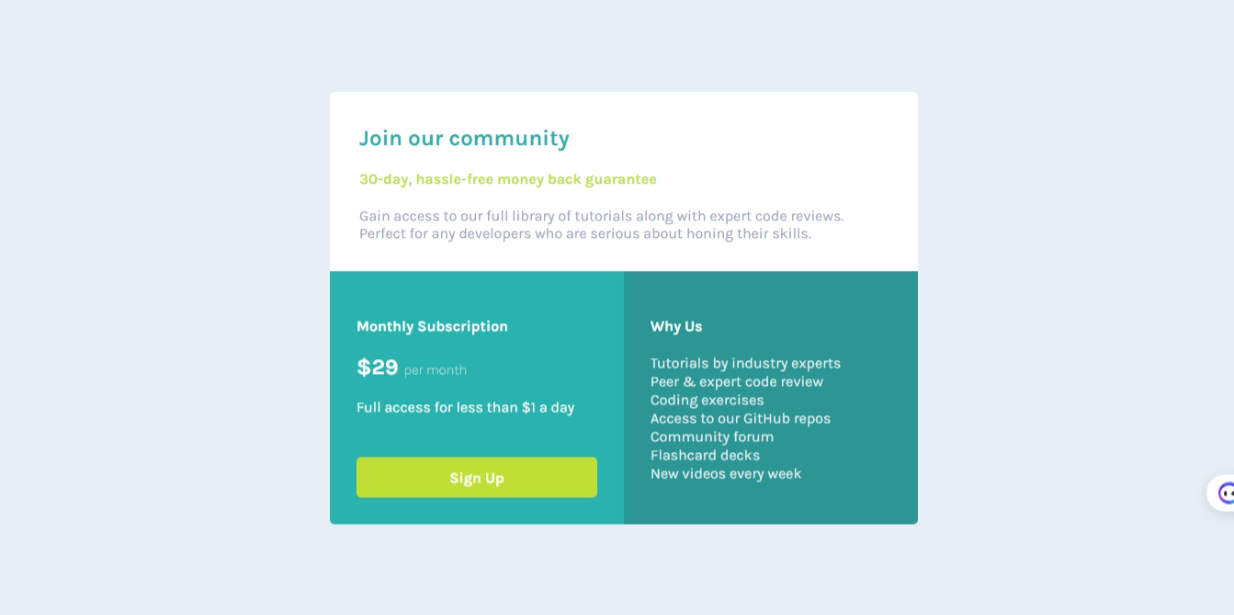 Join our community
30-day, hassle-free money back guarantee
Gain access to our full library of tutorials along with expert code reviews.
Perfect for any developers who are serious about honing their skills.
Monthly Subscription
$29 per month
Full access for less than $1 a day
Sign Up
Why Us
Tutorials by industry experts
Peer & expert code review
Coding exercises
Access to our GitHub repos
Community forum
Flashcard decks
New videos every week